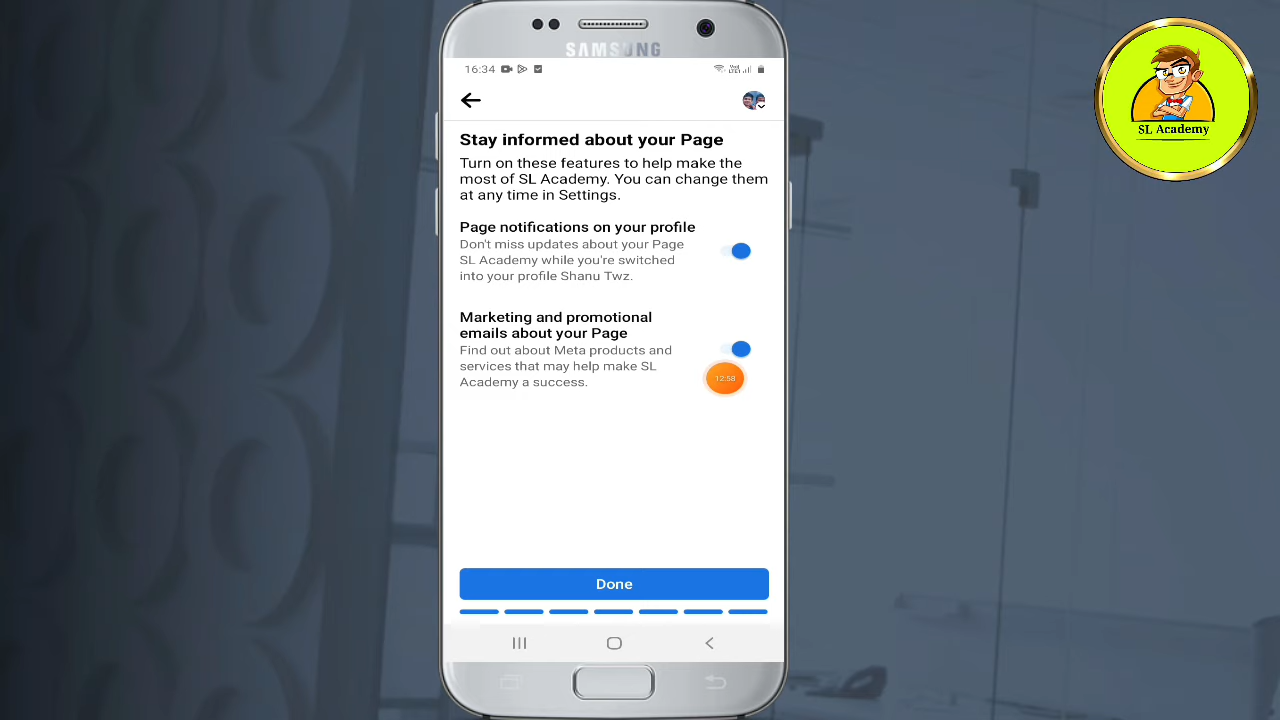 SAMSUNG
SL Academy
16:34
Stay informed about your Page
Turn on these features to help make the
most of SL Academy. You can change them
at any time in Settings.
Page notifications on your profile
Don't miss updates about your Page
SL Academy while you're switched
into your profile Shanu Twz.
Marketing and promotional
emails about your Page
Find out about Meta products and
services that may help make SL
Academy a success.
12:58
Done